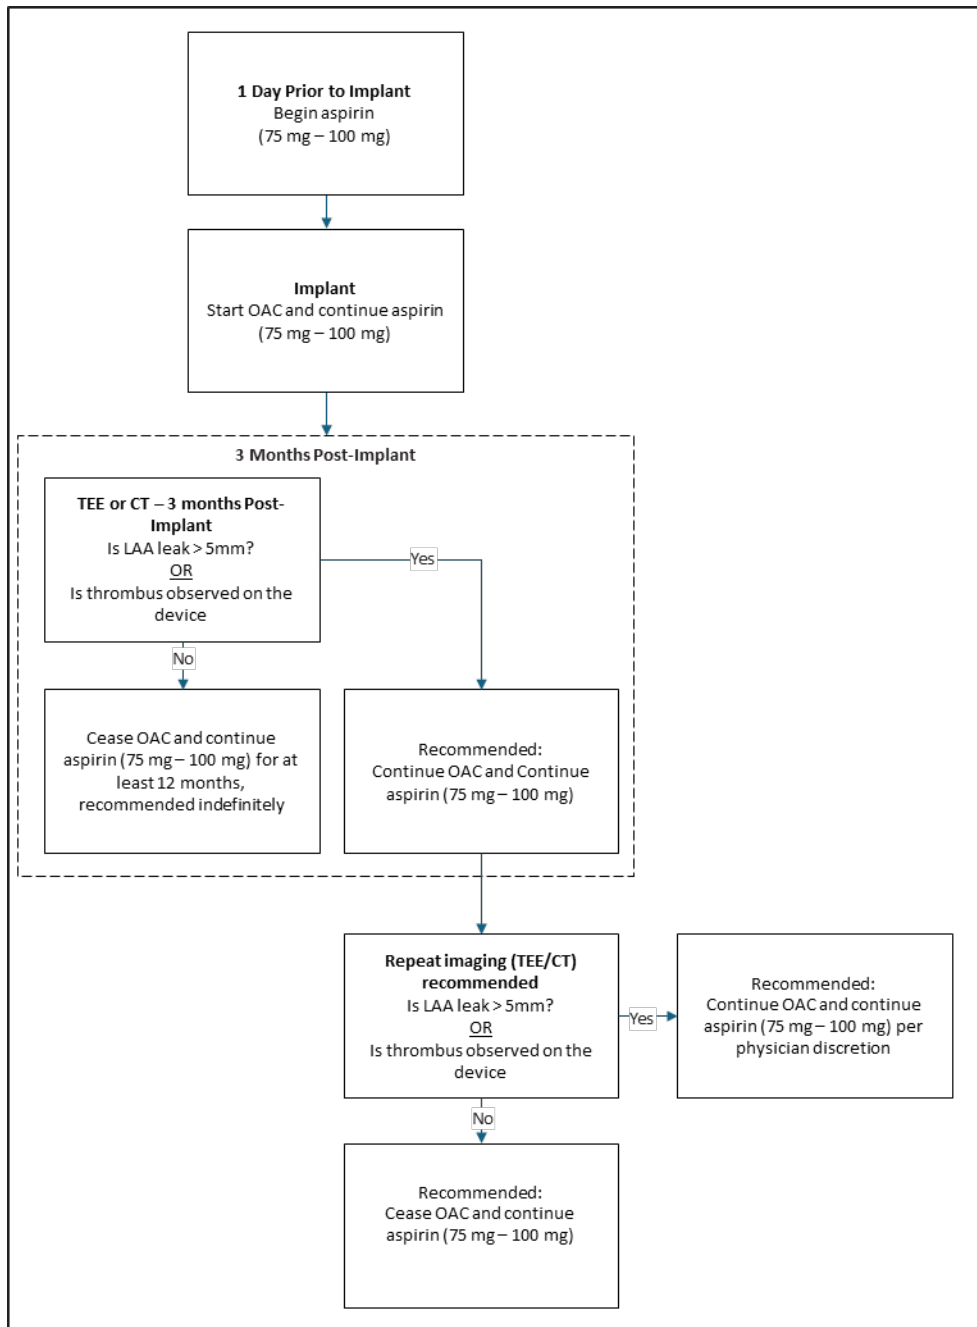 1 Day Prior to Implant
Begin aspirin
(75 mg – 100 mg)
Implant
Start OAC and continue aspirin
(75 mg – 100 mg)
3 Months Post-Implant
TEE or CT – 3 months Post-
Implant
Is LAA leak > 5mm?
OR
Is thrombus observed on the
device
Yes
No
Cease OAC and continue
aspirin (75 mg – 100 mg) for at
least 12 months,
recommended indefinitely
Recommended:
Continue OAC and Continue
aspirin (75 mg – 100 mg)
Repeat imaging (TEE/CT)
recommended
Is LAA leak > 5mm?
OR
Is thrombus observed on the
device
Yes
Recommended:
Continue OAC and continue
aspirin (75 mg – 100 mg) per
physician discretion
No
Recommended:
Cease OAC and continue
aspirin (75 mg – 100 mg)